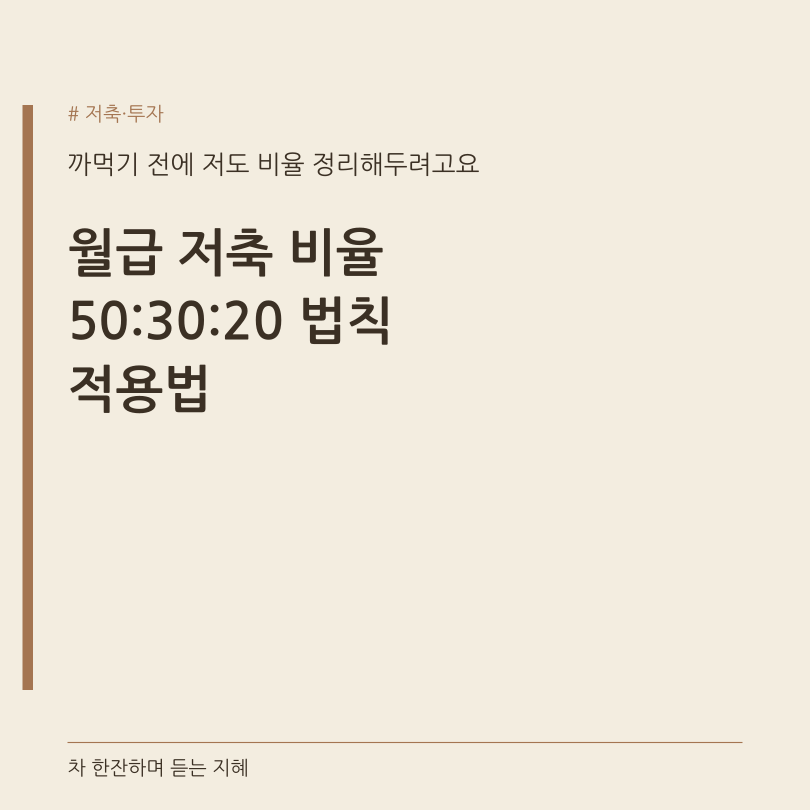 # 저축·투자
까먹기 전에 저도 비율 정리해두려고요
월급 저축 비율
50:30:20 법칙
적용법
차 한잔하며 듣는 지혜